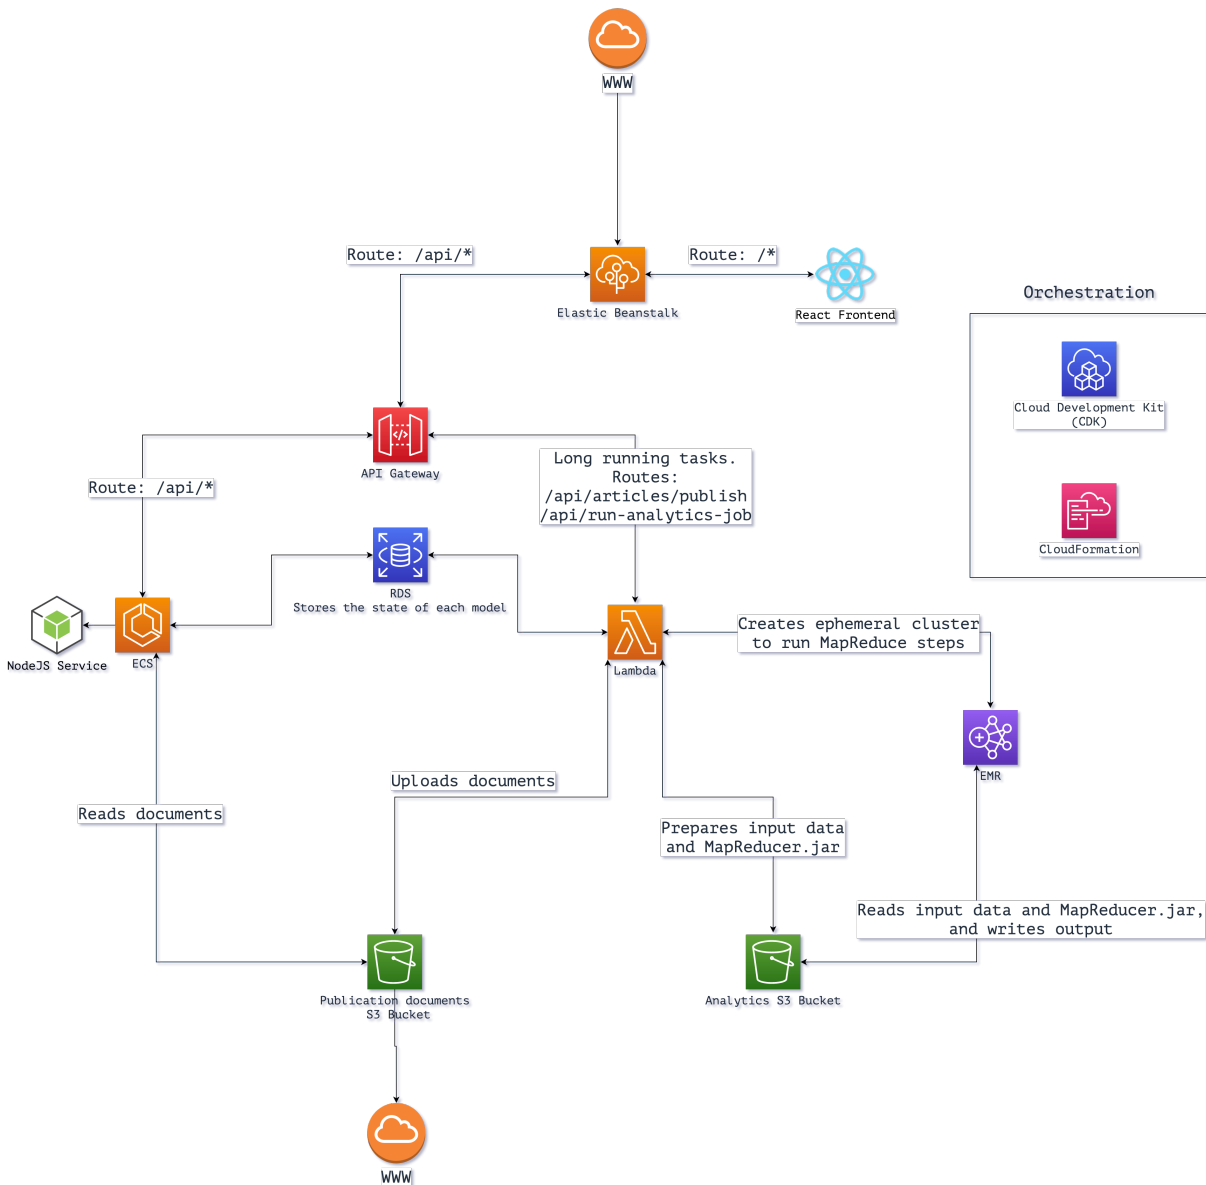 WWW
Route: /api/*
Route: /*
Elastic Beanstalk
React Frontend
Orchestration
Cloud Development Kit
(CDK)
CloudFormation
API Gateway
Long running tasks.
Routes:
/api/articles/publish
/api/run-analytics-job
Route: /api/*
RDS
Stores the state of each model
NodeJS Service
ECS
Lambda
Creates ephemeral cluster
to run MapReduce steps
EMR
Uploads documents
Reads documents
Prepares input data
and MapReducer.jar
Reads input data and MapReducer.jar,
and writes output
Publication documents
S3 Bucket
Analytics S3 Bucket
WWW